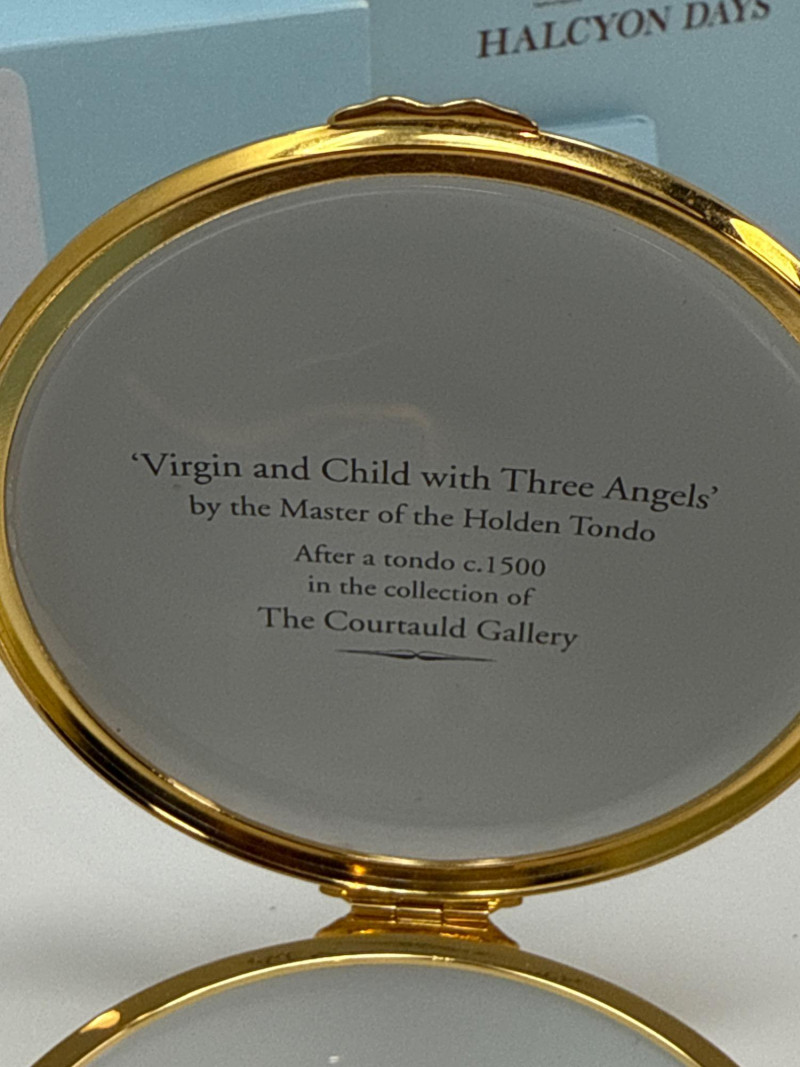 HALCYON DAYS
‘Virgin and Child with Three Angels’
by the Master of the Holden Tondo
After a tondo c.1500
in the collection of
The Courtauld Gallery